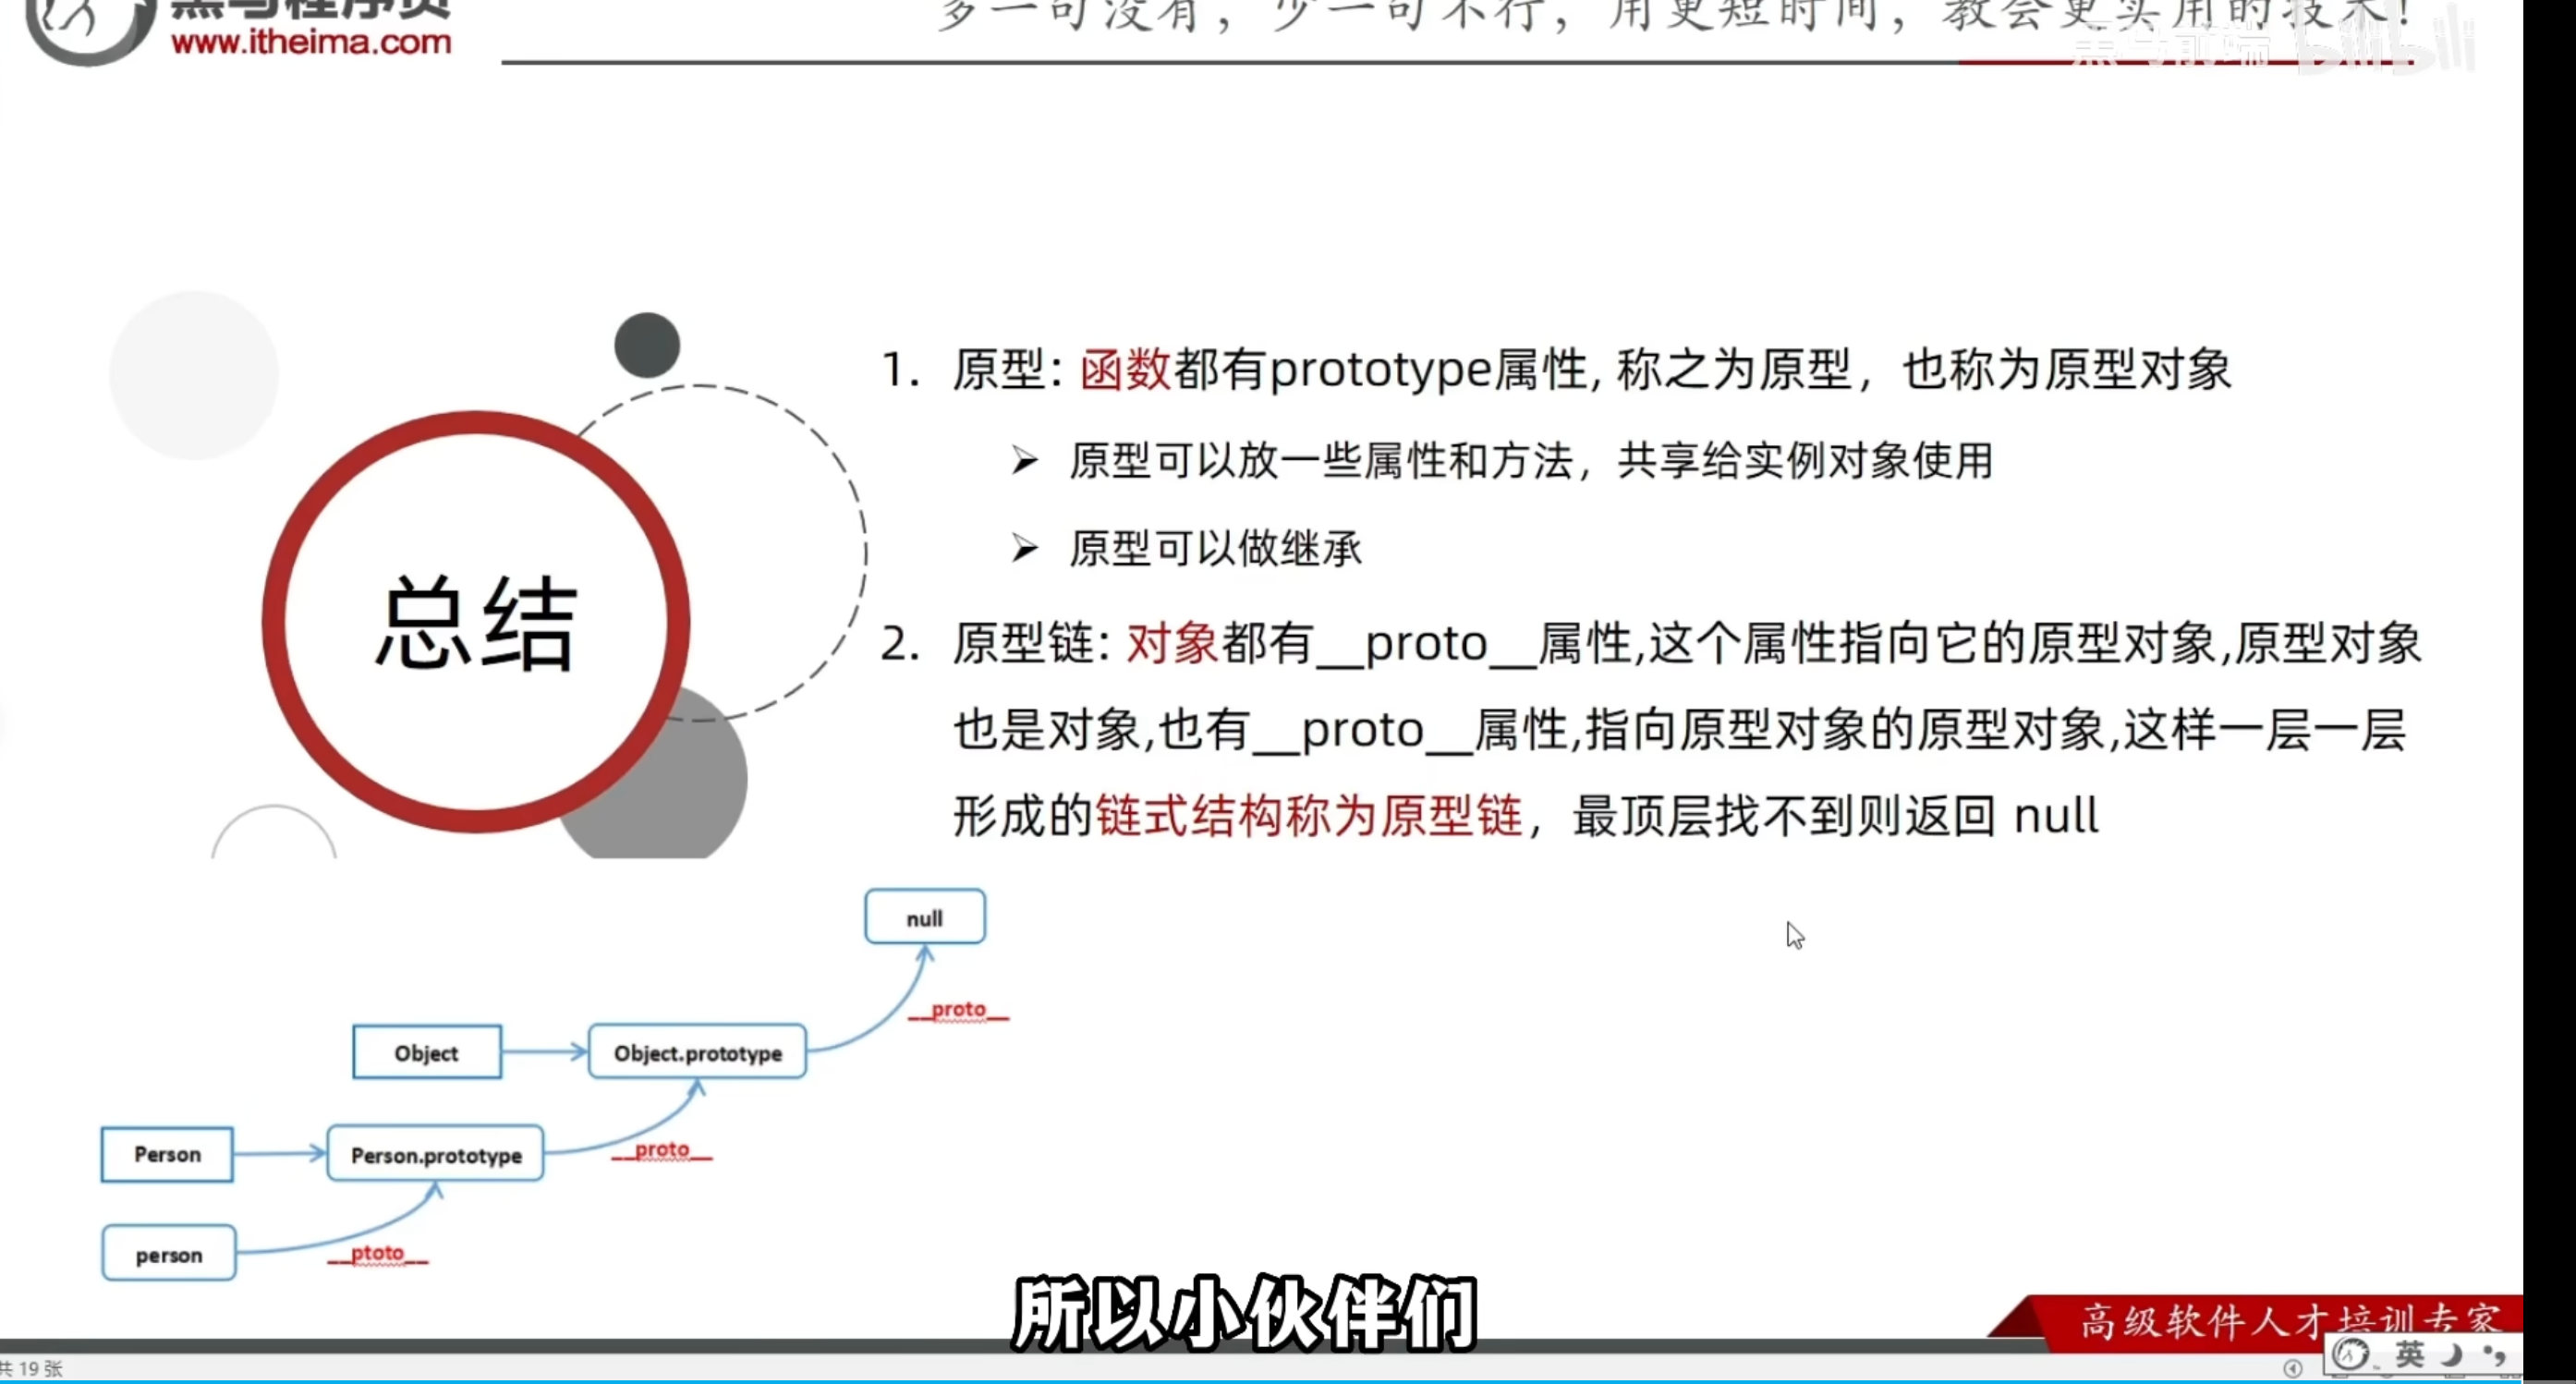 黑马程序员
www.itheima.com
多一句没有，少一句不行，用更短时间，教会更实用的技术！
黑马前端 bilibili
总结
1. 原型：函数都有prototype属性, 称之为原型，也称为原型对象
➢ 原型可以放一些属性和方法，共享给实例对象使用
➢ 原型可以做继承
2. 原型链：对象都有__proto__属性,这个属性指向它的原型对象,原型对象
也是对象,也有__proto__属性,指向原型对象的原型对象,这样一层一层
形成的链式结构称为原型链，最顶层找不到则返回 null
null
__proto__
Object
Object.prototype
__proto__
Person
Person.prototype
__ptoto__
person
所以小伙伴们
高级软件人才培训专家
共 19 张
英